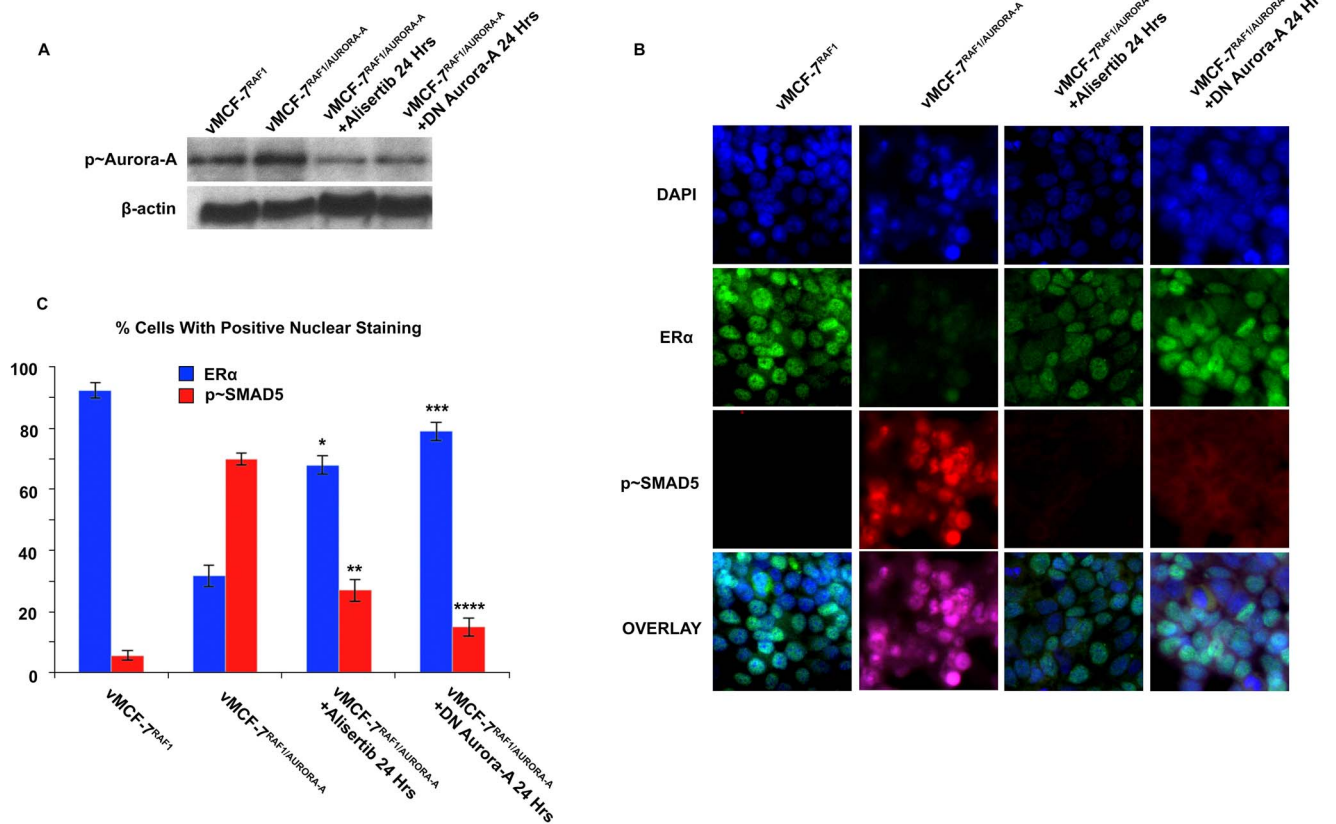 A
vMCF-7RAF1
vMCF-7RAF1/AURORA-A
vMCF-7RAF1/AURORA-A
+Alisertib 24 Hrs
vMCF-7RAF1/AURORA-A
+DN Aurora-A 24 Hrs
p~Aurora-A
β-actin
B
vMCF-7RAF1
vMCF-7RAF1/AURORA-A
vMCF-7RAF1/AURORA-A
+Alisertib 24 Hrs
vMCF-7RAF1/AURORA-A
+DN Aurora-A 24 Hrs
DAPI
ERα
p~SMAD5
OVERLAY
C
% Cells With Positive Nuclear Staining
ERα
p~SMAD5
100
80
60
40
20
0
*
**
***
****
vMCF-7RAF1
vMCF-7RAF1/AURORA-A
vMCF-7RAF1/AURORA-A
+Alisertib 24 Hrs
vMCF-7RAF1/AURORA-A
+DN Aurora-A 24 Hrs